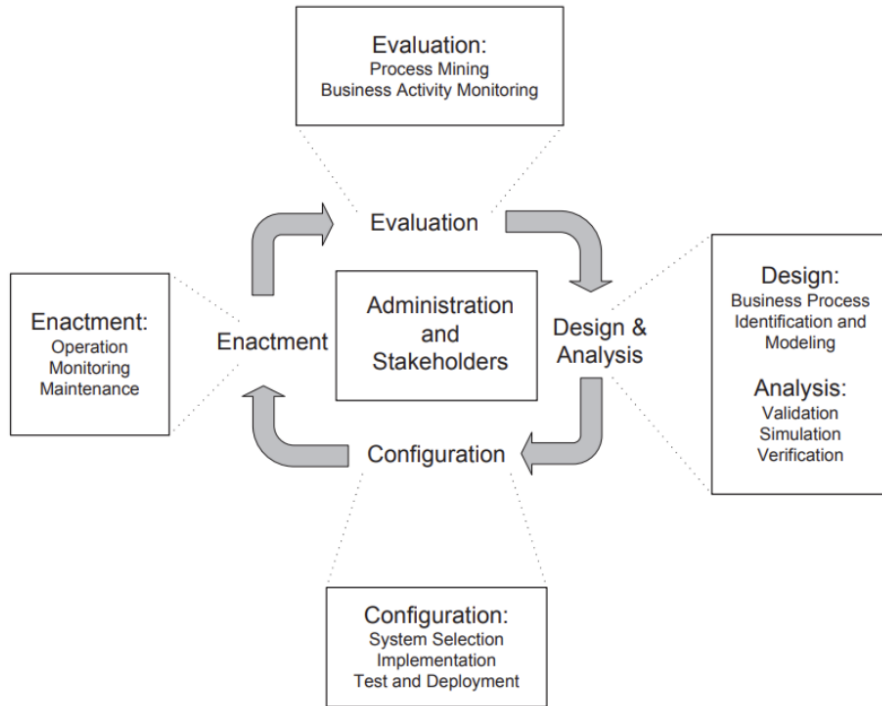 Evaluation:
Process Mining
Business Activity Monitoring
Evaluation
Enactment:
Operation
Monitoring
Maintenance
Enactment
Administration
and
Stakeholders
Design &
Analysis
Design:
Business Process
Identification and
Modeling
Analysis:
Validation
Simulation
Verification
Configuration
Configuration:
System Selection
Implementation
Test and Deployment